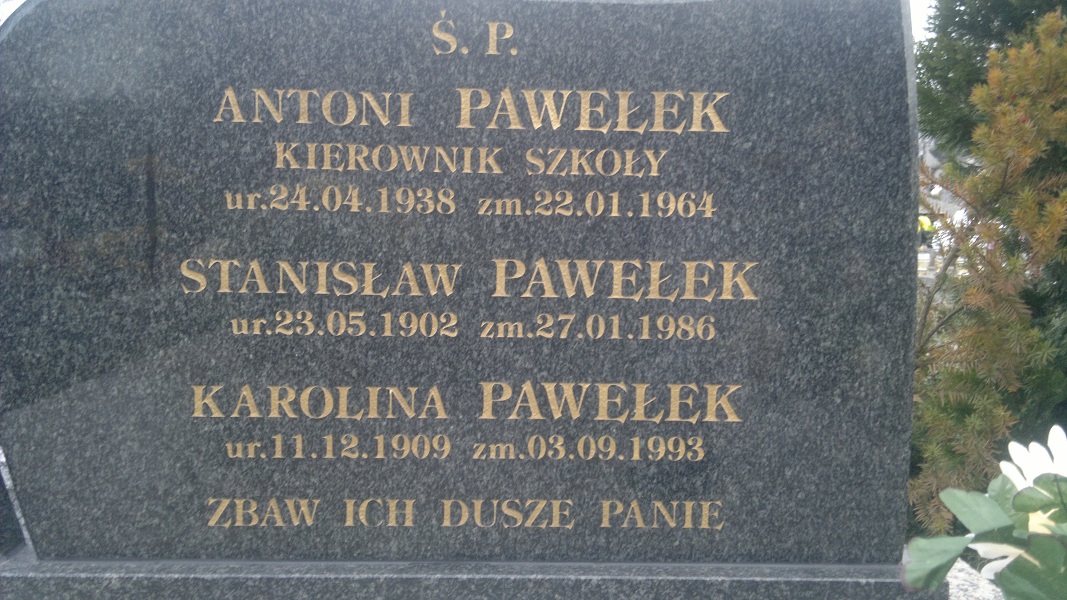 Ś. P.
ANTONI PAWEŁEK
KIEROWNIK SZKOŁY
ur.24.04.1938 zm.22.01.1964
STANISŁAW PAWEŁEK
ur.23.05.1902 zm.27.01.1986
KAROLINA PAWEŁEK
ur.11.12.1909 zm.03.09.1993
ZBAW ICH DUSZE PANIE